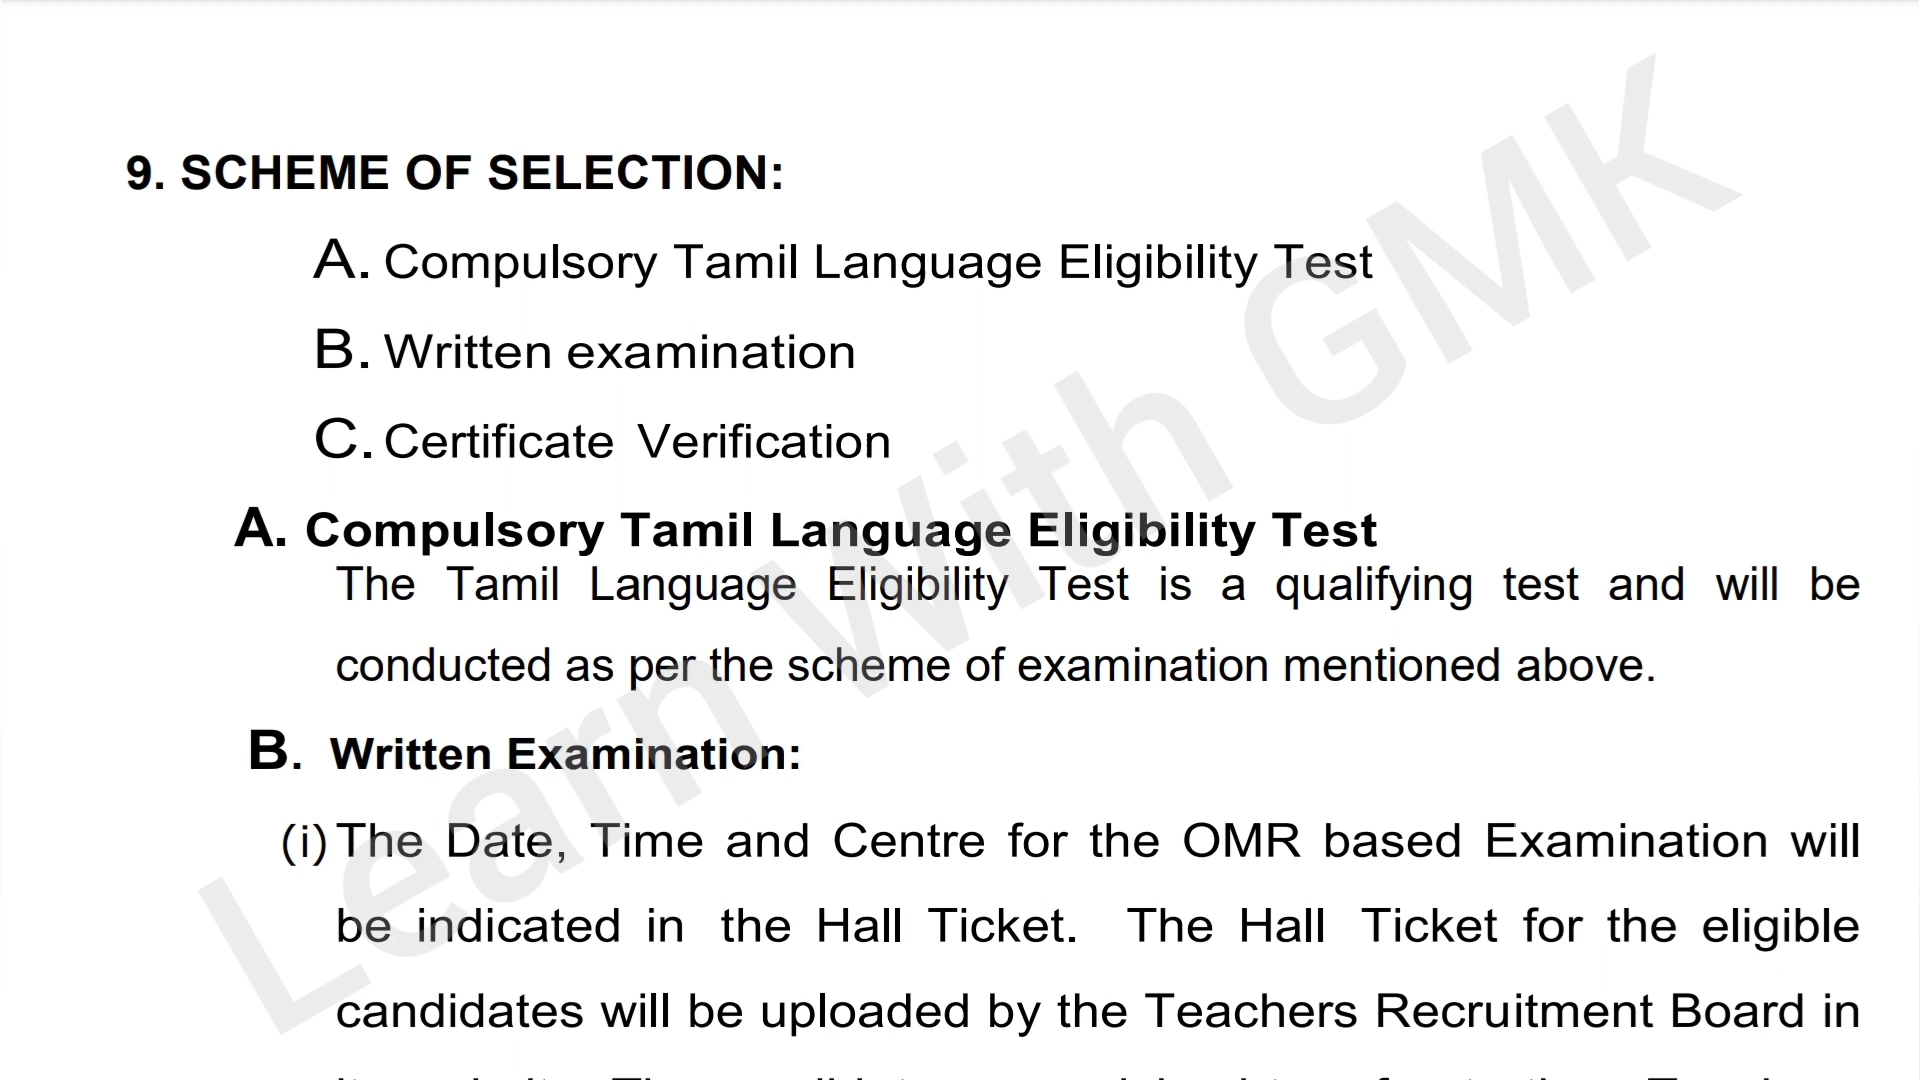 9. SCHEME OF SELECTION:
A. Compulsory Tamil Language Eligibility Test
B. Written examination
C. Certificate Verification
A. Compulsory Tamil Language Eligibility Test
The Tamil Language Eligibility Test is a qualifying test and will be
conducted as per the scheme of examination mentioned above.
B. Written Examination:
(i) The Date, Time and Centre for the OMR based Examination will
be indicated in the Hall Ticket. The Hall Ticket for the eligible
candidates will be uploaded by the Teachers Recruitment Board in
Learn With GMK